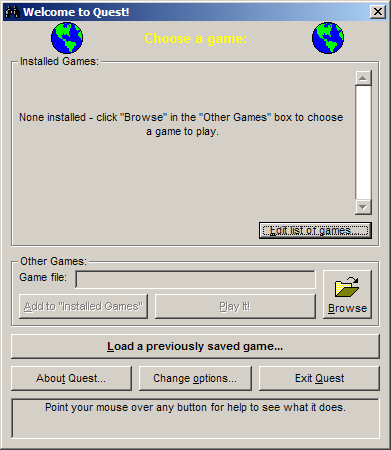 Welcome to Quest!
Choose a game:
Installed Games:
None installed - click "Browse" in the "Other Games" box to choose
a game to play.
Edit list of games...
Other Games:
Game file:
Add to "Installed Games"
Play It!
Browse
Load a previously saved game...
About Quest...
Change options...
Exit Quest
Point your mouse over any button for help to see what it does.